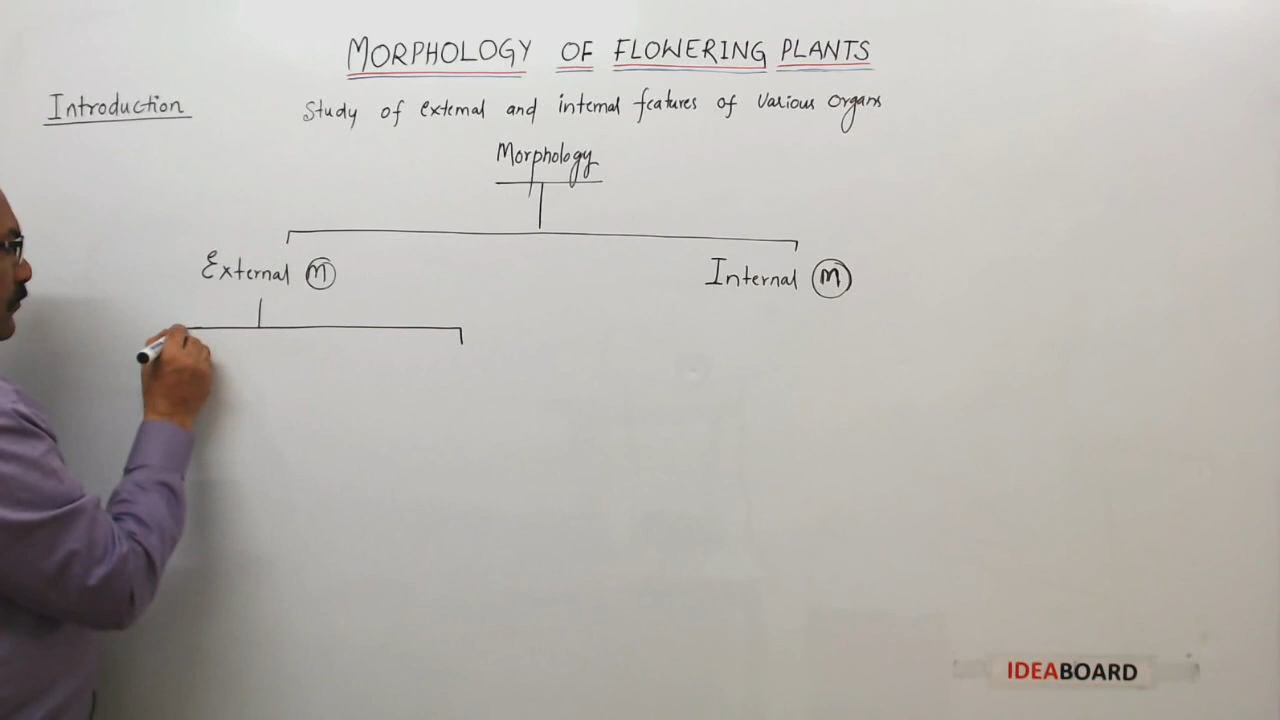 MORPHOLOGY OF FLOWERING PLANTS
Introduction
Study of external and internal features of various organs
Morphology
External M
Internal M
IDEABOARD